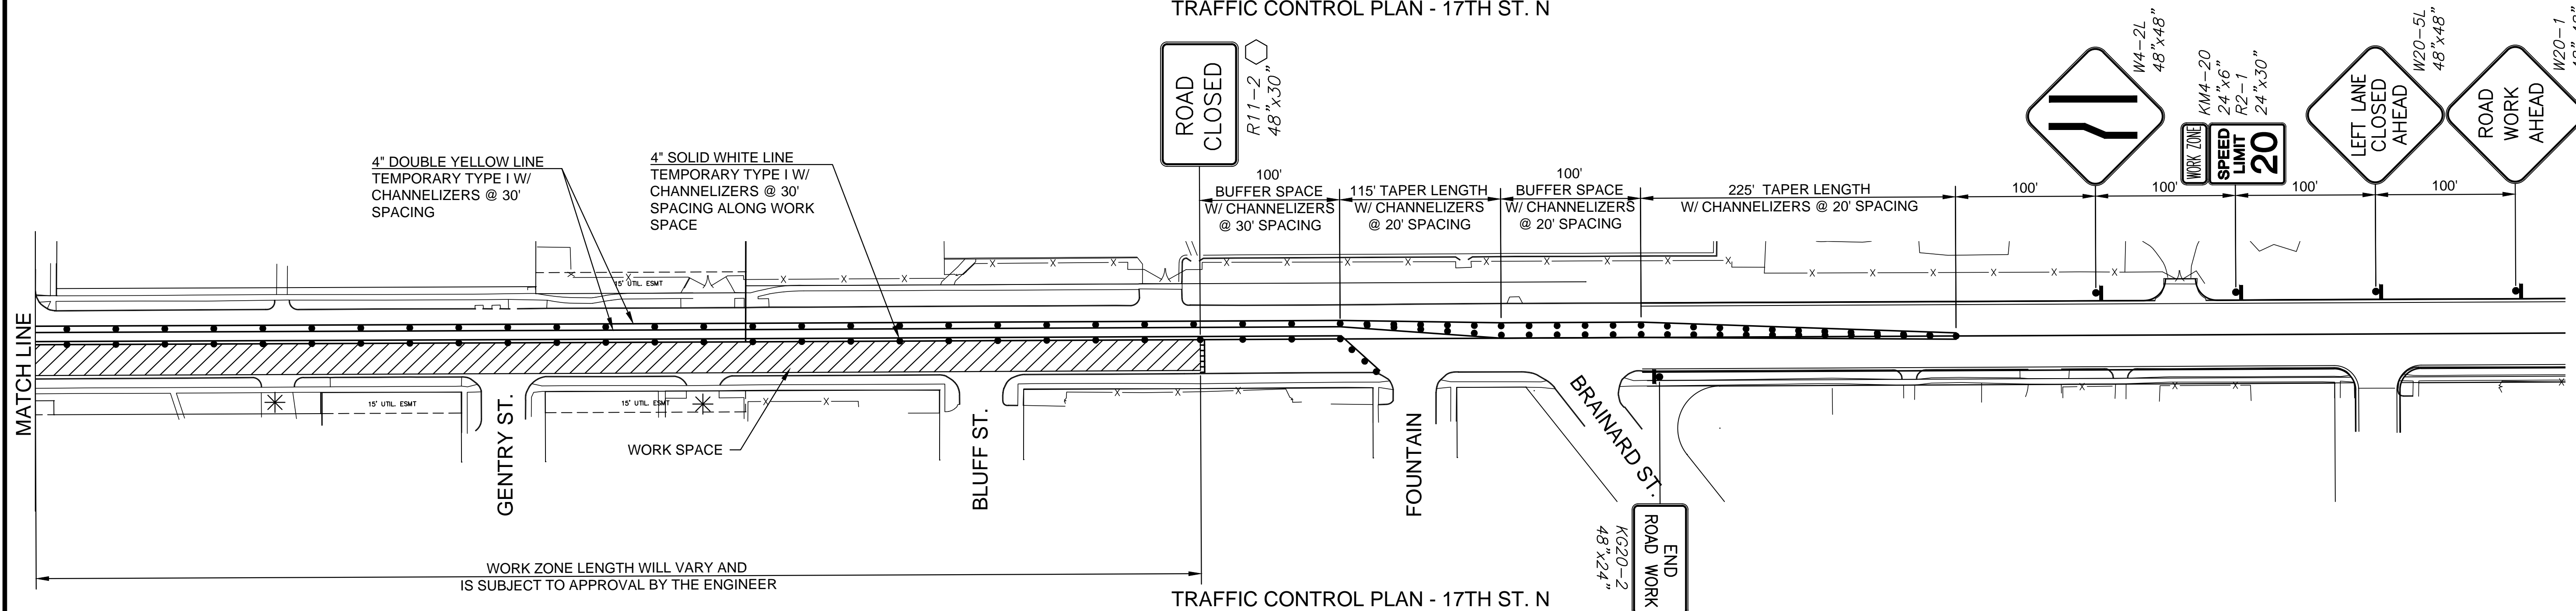 TRAFFIC CONTROL PLAN - 17TH ST. N
ROAD
CLOSED
R11-2
48"x30"
W4-2L
48"x48"
WORK ZONE
SPEED
LIMIT
20
KM4-20
24"x6"
R2-1
24"x30"
LEFT LANE
CLOSED
AHEAD
W20-5L
48"x48"
ROAD
WORK
AHEAD
W20-1
4" DOUBLE YELLOW LINE
TEMPORARY TYPE I W/
CHANNELIZERS @ 30'
SPACING
4" SOLID WHITE LINE
TEMPORARY TYPE I W/
CHANNELIZERS @ 30'
SPACING ALONG WORK
SPACE
100'
BUFFER SPACE
W/ CHANNELIZERS
@ 30' SPACING
115' TAPER LENGTH
W/ CHANNELIZERS
@ 20' SPACING
100'
BUFFER SPACE
W/ CHANNELIZERS
@ 20' SPACING
225' TAPER LENGTH
W/ CHANNELIZERS @ 20' SPACING
100'
100'
100'
100'
15' UTIL. ESMT
MATCH LINE
15' UTIL. ESMT
15' UTIL. ESMT
GENTRY ST.
WORK SPACE
BLUFF ST.
FOUNTAIN
BRAINARD ST.
END
ROAD WORK
KG20-2
48"x24"
WORK ZONE LENGTH WILL VARY AND
IS SUBJECT TO APPROVAL BY THE ENGINEER
TRAFFIC CONTROL PLAN - 17TH ST. N